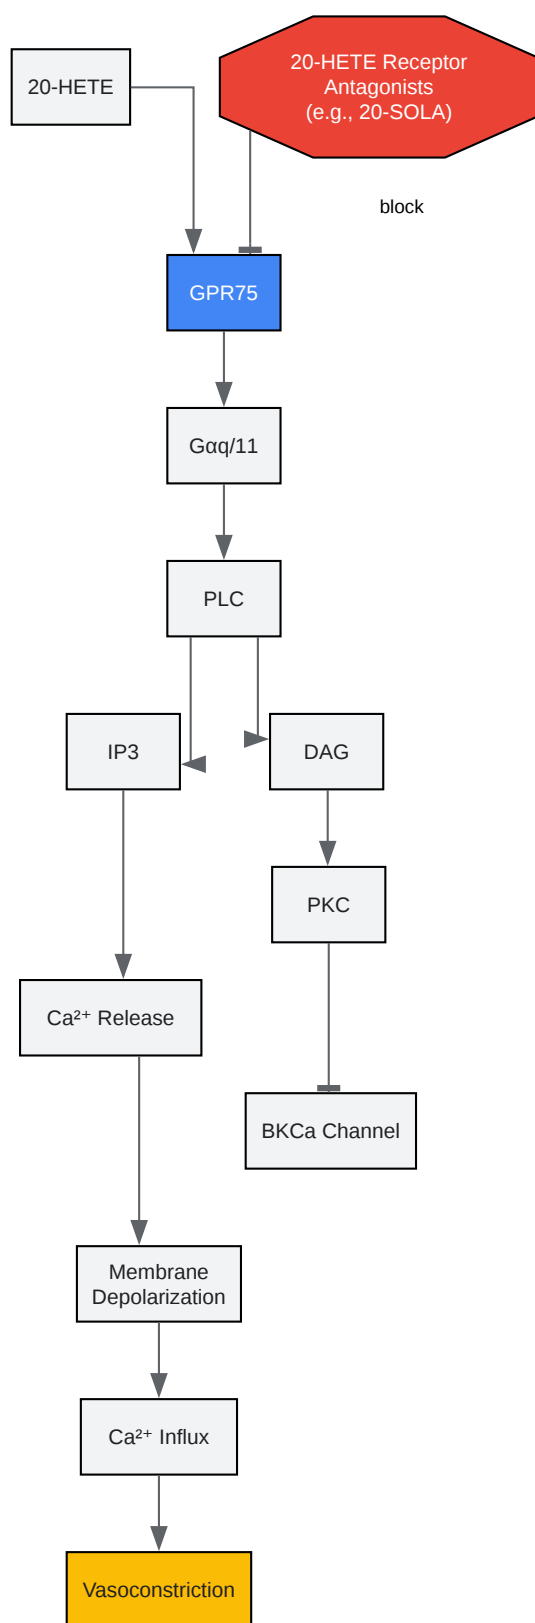 20-HETE
20-HETE Receptor
Antagonists
(e.g., 20-SOLA)
block
GPR75
Gαq/11
PLC
IP3
DAG
PKC
Ca²⁺ Release
BKCa Channel
Membrane
Depolarization
Ca²⁺ Influx
Vasoconstriction